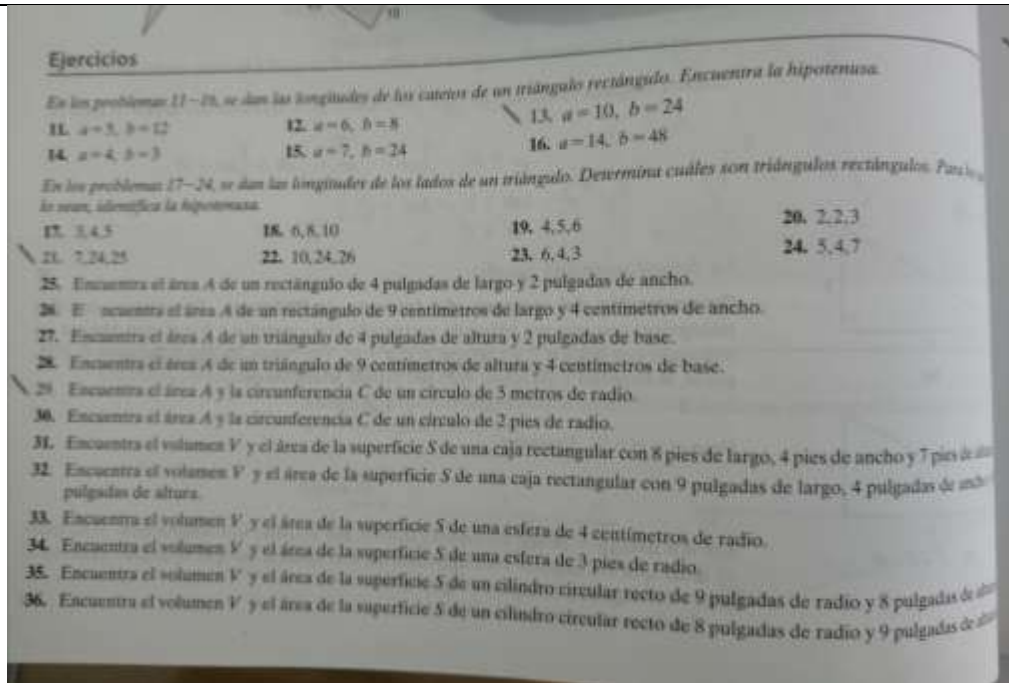 10
Ejercicios
En los problemas 11–16, se dan las longitudes de los catetos de un triángulo rectángulo. Encuentra la hipotenusa.
11. a = 5, b = 12 12. a = 6, b = 8 13. a = 10, b = 24
14. a = 4, b = 3 15. a = 7, b = 24 16. a = 14, b = 48
En los problemas 17–24, se dan las longitudes de los lados de un triángulo. Determina cuáles son triángulos rectángulos. Para
lo sean, identifica la hipotenusa.
17. 3, 4, 5 18. 6, 8, 10 19. 4, 5, 6 20. 2, 2, 3
21. 7, 24, 25 22. 10, 24, 26 23. 6, 4, 3 24. 5, 4, 7
25. Encuentra el área A de un rectángulo de 4 pulgadas de largo y 2 pulgadas de ancho.
26. E ncuentra el área A de un rectángulo de 9 centímetros de largo y 4 centímetros de ancho.
27. Encuentra el área A de un triángulo de 4 pulgadas de altura y 2 pulgadas de base.
28. Encuentra el área A de un triángulo de 9 centímetros de altura y 4 centímetros de base.
29. Encuentra el área A y la circunferencia C de un círculo de 5 metros de radio.
30. Encuentra el área A y la circunferencia C de un círculo de 2 pies de radio.
31. Encuentra el volumen V y el área de la superficie S de una caja rectangular con 8 pies de largo, 4 pies de ancho y 7 pies de
32. Encuentra el volumen V y el área de la superficie S de una caja rectangular con 9 pulgadas de largo, 4 pulgadas de ancho
pulgadas de altura.
33. Encuentra el volumen V y el área de la superficie S de una esfera de 4 centímetros de radio.
34. Encuentra el volumen V y el área de la superficie S de una esfera de 3 pies de radio.
35. Encuentra el volumen V y el área de la superficie S de un cilindro circular recto de 9 pulgadas de radio y 8 pulgadas de
36. Encuentra el volumen V y el área de la superficie S de un cilindro circular recto de 8 pulgadas de radio y 9 pulgadas de